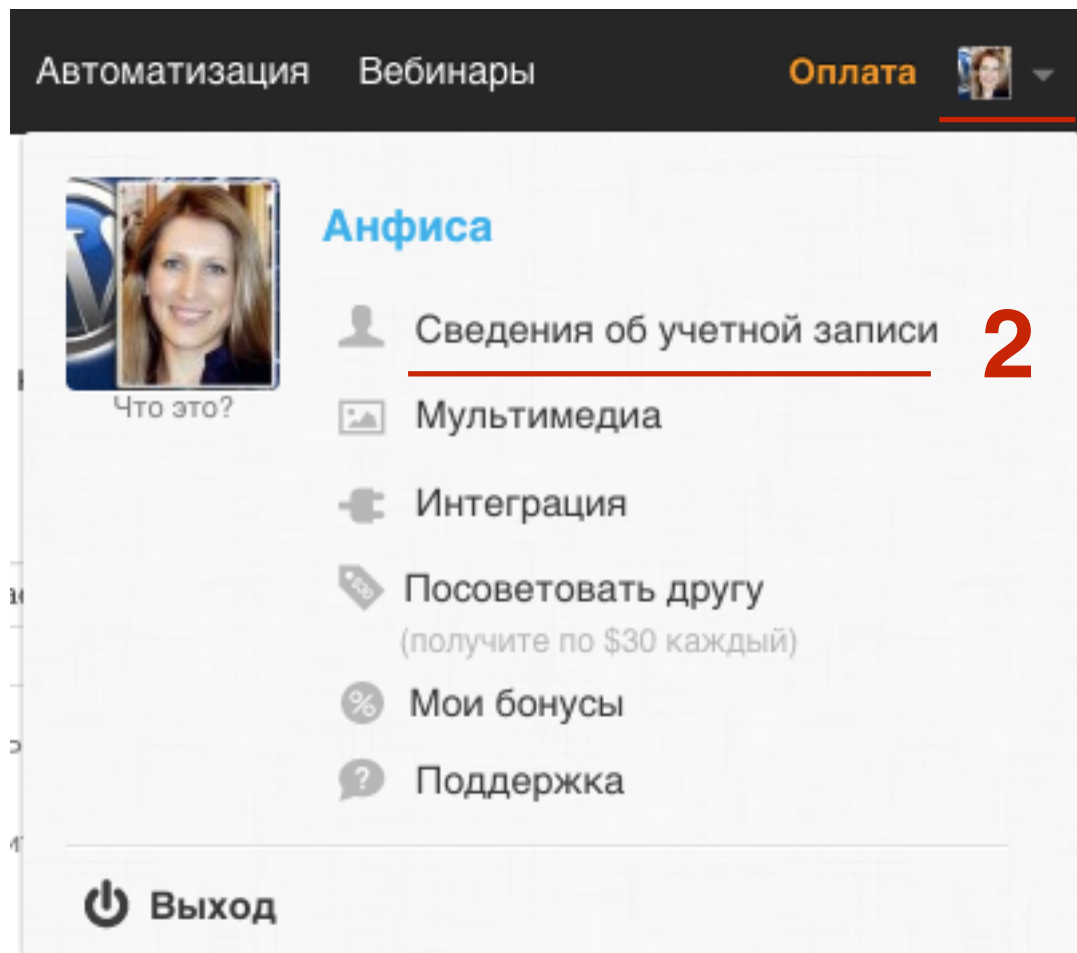 Автоматизация Вебинары Оплата
Анфиса
Сведения об учетной записи 2
Что это?
Мультимедиа
Интеграция
Посоветовать другу
(получите по $30 каждый)
Мои бонусы
Поддержка
Выход